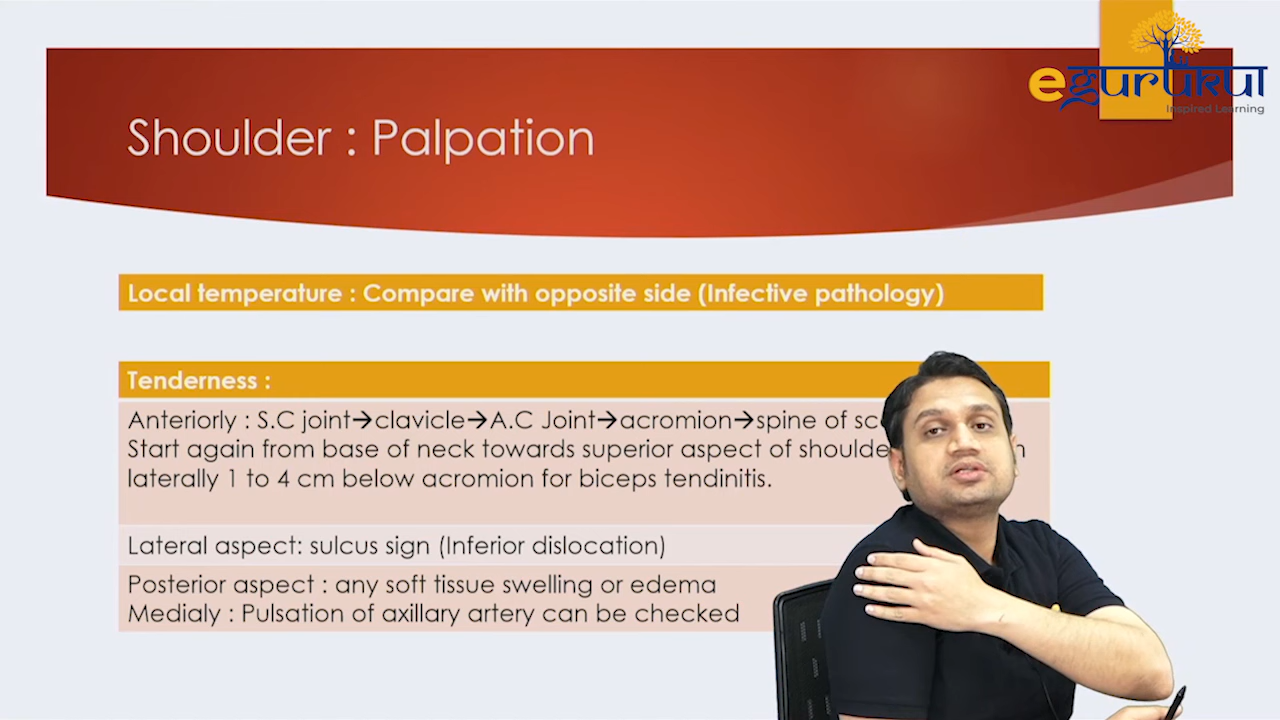 egurukul
Inspired Learning
Shoulder : Palpation
Local temperature : Compare with opposite side (Infective pathology)
Tenderness :
Anteriorly : S.C joint→clavicle→A.C Joint→acromion→spine of
Start again from base of neck towards superior aspect of
laterally 1 to 4 cm below acromion for biceps tendinitis.
Lateral aspect: sulcus sign (Inferior dislocation)
Posterior aspect : any soft tissue swelling or edema
Medialy : Pulsation of axillary artery can be checked